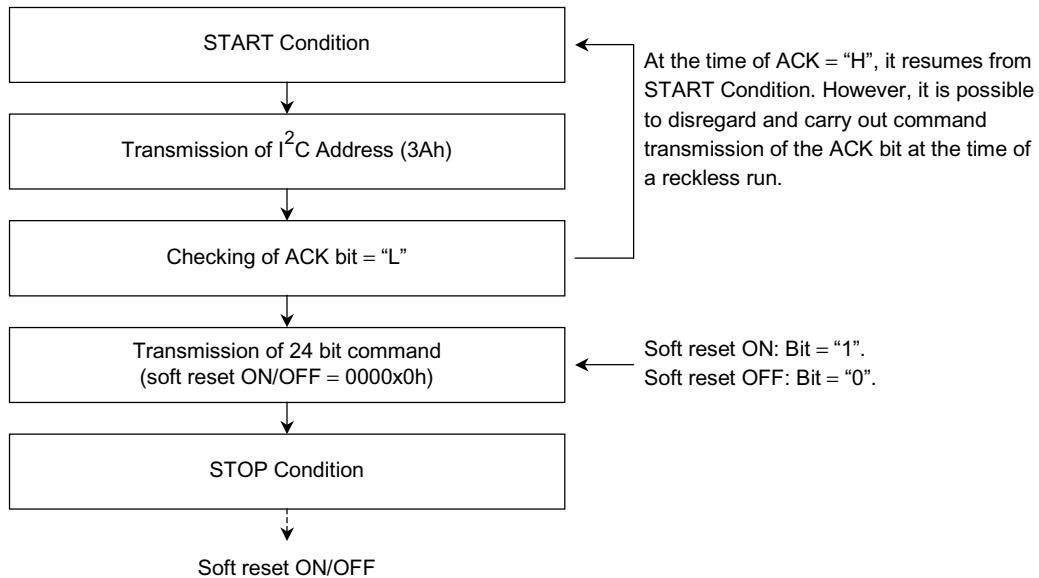 START Condition
At the time of ACK = “H”, it resumes from
START Condition. However, it is possible
to disregard and carry out command
transmission of the ACK bit at the time of
a reckless run.
Transmission of I²C Address (3Ah)
Checking of ACK bit = “L”
Transmission of 24 bit command
(soft reset ON/OFF = 0000x0h)
Soft reset ON: Bit = “1”.
Soft reset OFF: Bit = “0”.
STOP Condition
Soft reset ON/OFF